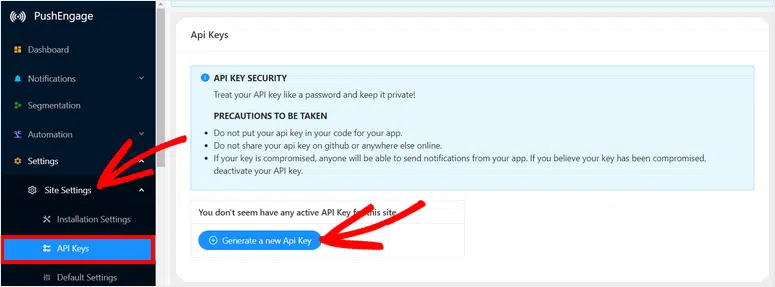 PushEngage
Dashboard
Notifications
Segmentation
Automation
Settings
Site Settings
Installation Settings
API Keys
Default Settings
Api Keys
API KEY SECURITY
Treat your API key like a password and keep it private!
PRECAUTIONS TO BE TAKEN
Do not put your api key in your code for your app.
Do not share your api key on github or anywhere else online.
If your key is compromised, anyone will be able to send notifications from your app. If you believe your key has been compromised,
deactivate your API key.
You don't seem have any active API Key for this site
Generate a new Api Key